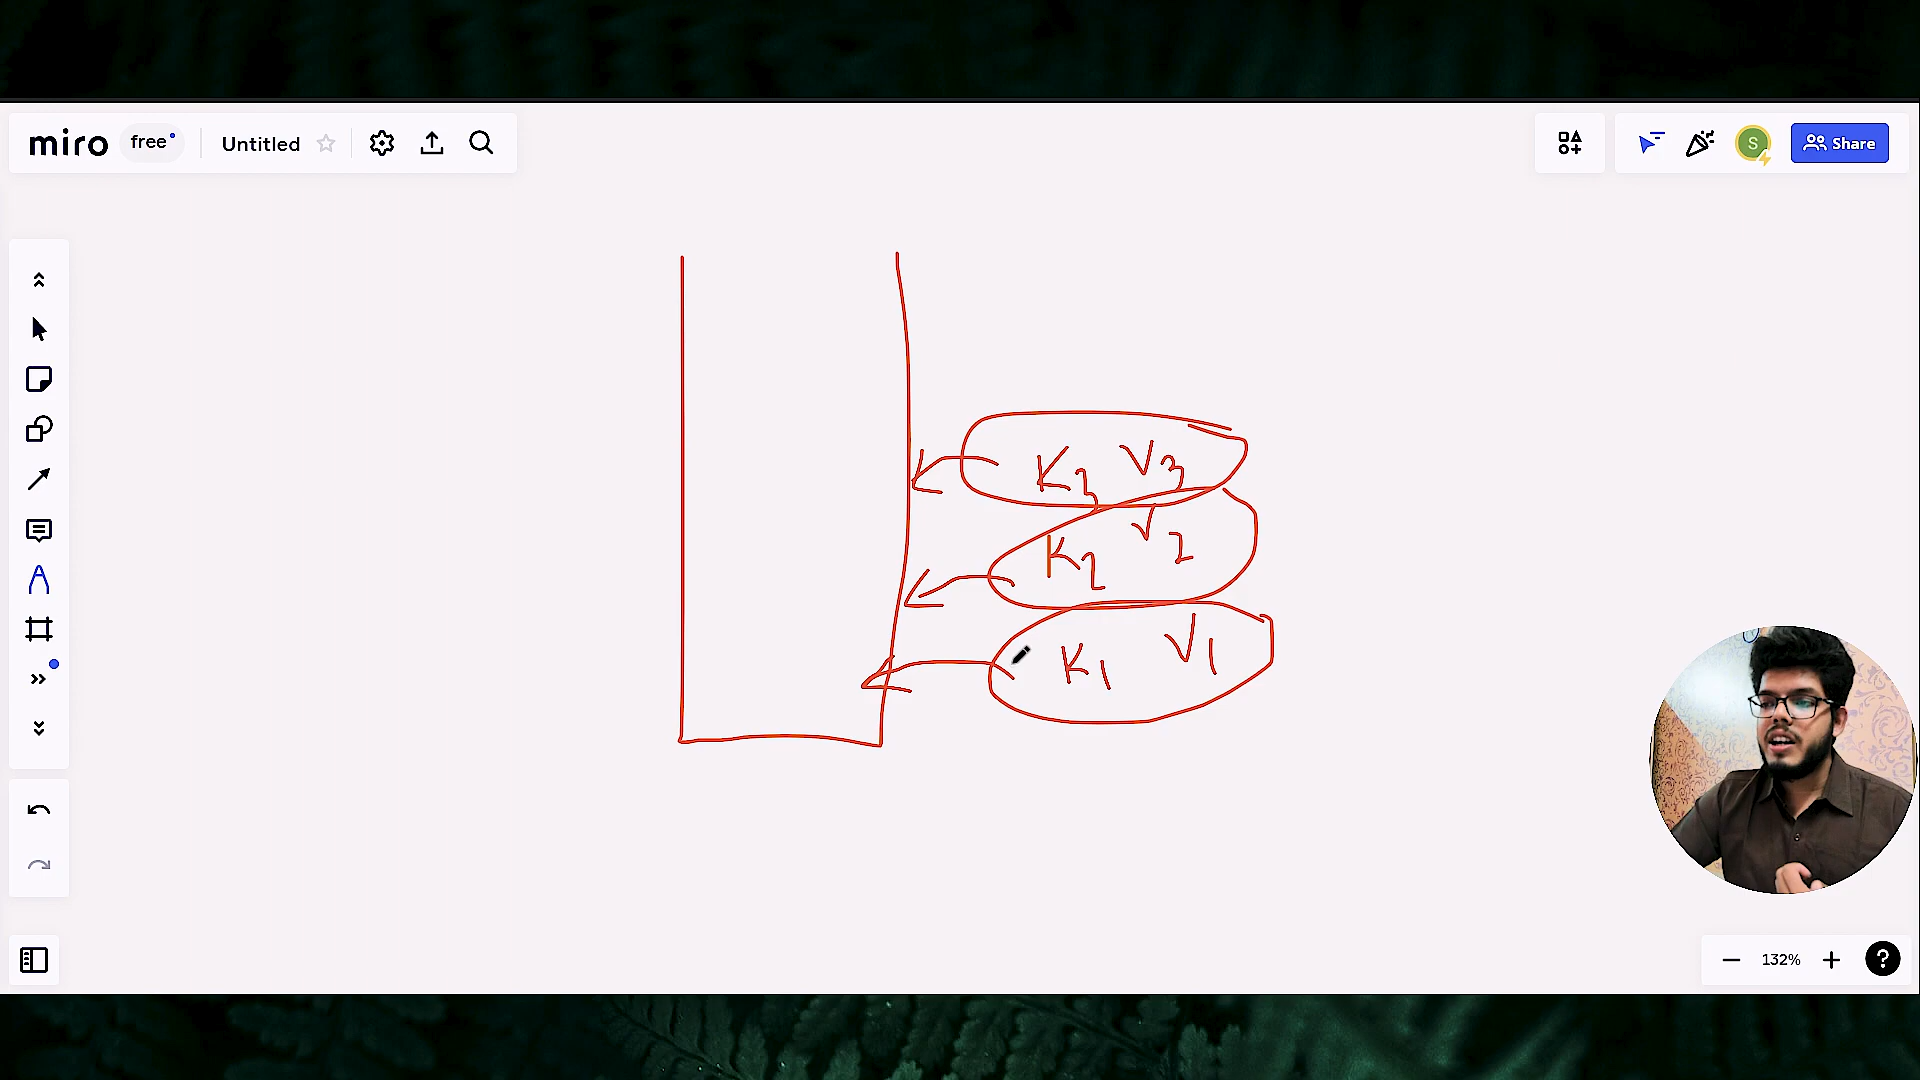 miro free Untitled
S Share
K3 V3
K2 V2
K1 V1
132%
?